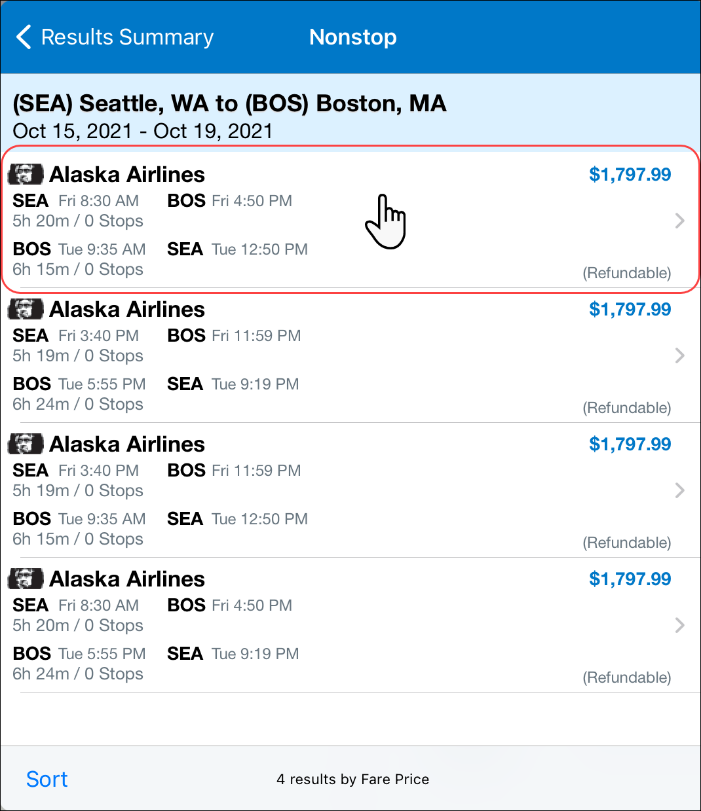 Results Summary Nonstop
(SEA) Seattle, WA to (BOS) Boston, MA
Oct 15, 2021 - Oct 19, 2021
Alaska Airlines $1,797.99
SEA Fri 8:30 AM BOS Fri 4:50 PM
5h 20m / 0 Stops
BOS Tue 9:35 AM SEA Tue 12:50 PM
6h 15m / 0 Stops (Refundable)
Alaska Airlines $1,797.99
SEA Fri 3:40 PM BOS Fri 11:59 PM
5h 19m / 0 Stops
BOS Tue 5:55 PM SEA Tue 9:19 PM
6h 24m / 0 Stops (Refundable)
Alaska Airlines $1,797.99
SEA Fri 3:40 PM BOS Fri 11:59 PM
5h 19m / 0 Stops
BOS Tue 9:35 AM SEA Tue 12:50 PM
6h 15m / 0 Stops (Refundable)
Alaska Airlines $1,797.99
SEA Fri 8:30 AM BOS Fri 4:50 PM
5h 20m / 0 Stops
BOS Tue 5:55 PM SEA Tue 9:19 PM
6h 24m / 0 Stops (Refundable)
Sort 4 results by Fare Price